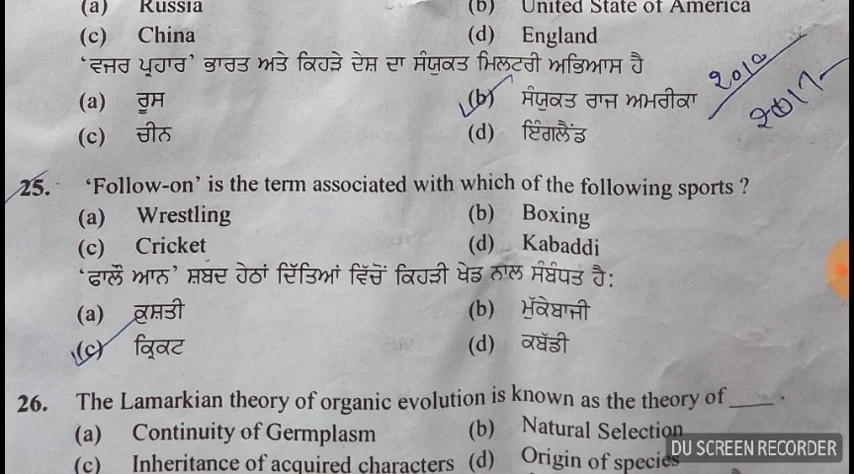 (a) Russia (b) United State of America
(c) China (d) England
‘ਵਜਰ ਪ੍ਰਹਾਰ’ ਭਾਰਤ ਅਤੇ ਕਿਹੜੇ ਦੇਸ਼ ਦਾ ਸੰਯੁਕਤ ਮਿਲਟਰੀ ਅਭਿਆਸ ਹੈ
(a) ਰੂਸ (b) ਸੰਯੁਕਤ ਰਾਜ ਅਮਰੀਕਾ 2010
(c) ਚੀਨ (d) ਇੰਗਲੈਂਡ 2017
25. ‘Follow-on’ is the term associated with which of the following sports ?
(a) Wrestling (b) Boxing
(c) Cricket (d) Kabaddi
‘ਫਾਲੌ ਆਨ’ ਸ਼ਬਦ ਹੇਠਾਂ ਦਿੱਤਿਆਂ ਵਿੱਚੋਂ ਕਿਹੜੀ ਖੇਡ ਨਾਲ ਸੰਬੰਧਤ ਹੈ:
(a) ਕੁਸ਼ਤੀ (b) ਮੁੱਕੇਬਾਜੀ
(c) ਕ੍ਰਿਕਟ (d) ਕਬੱਡੀ
26. The Lamarkian theory of organic evolution is known as the theory of ____ .
(a) Continuity of Germplasm (b) Natural Selection
(c) Inheritance of acquired characters (d) Origin of species
DU SCREEN RECORDER